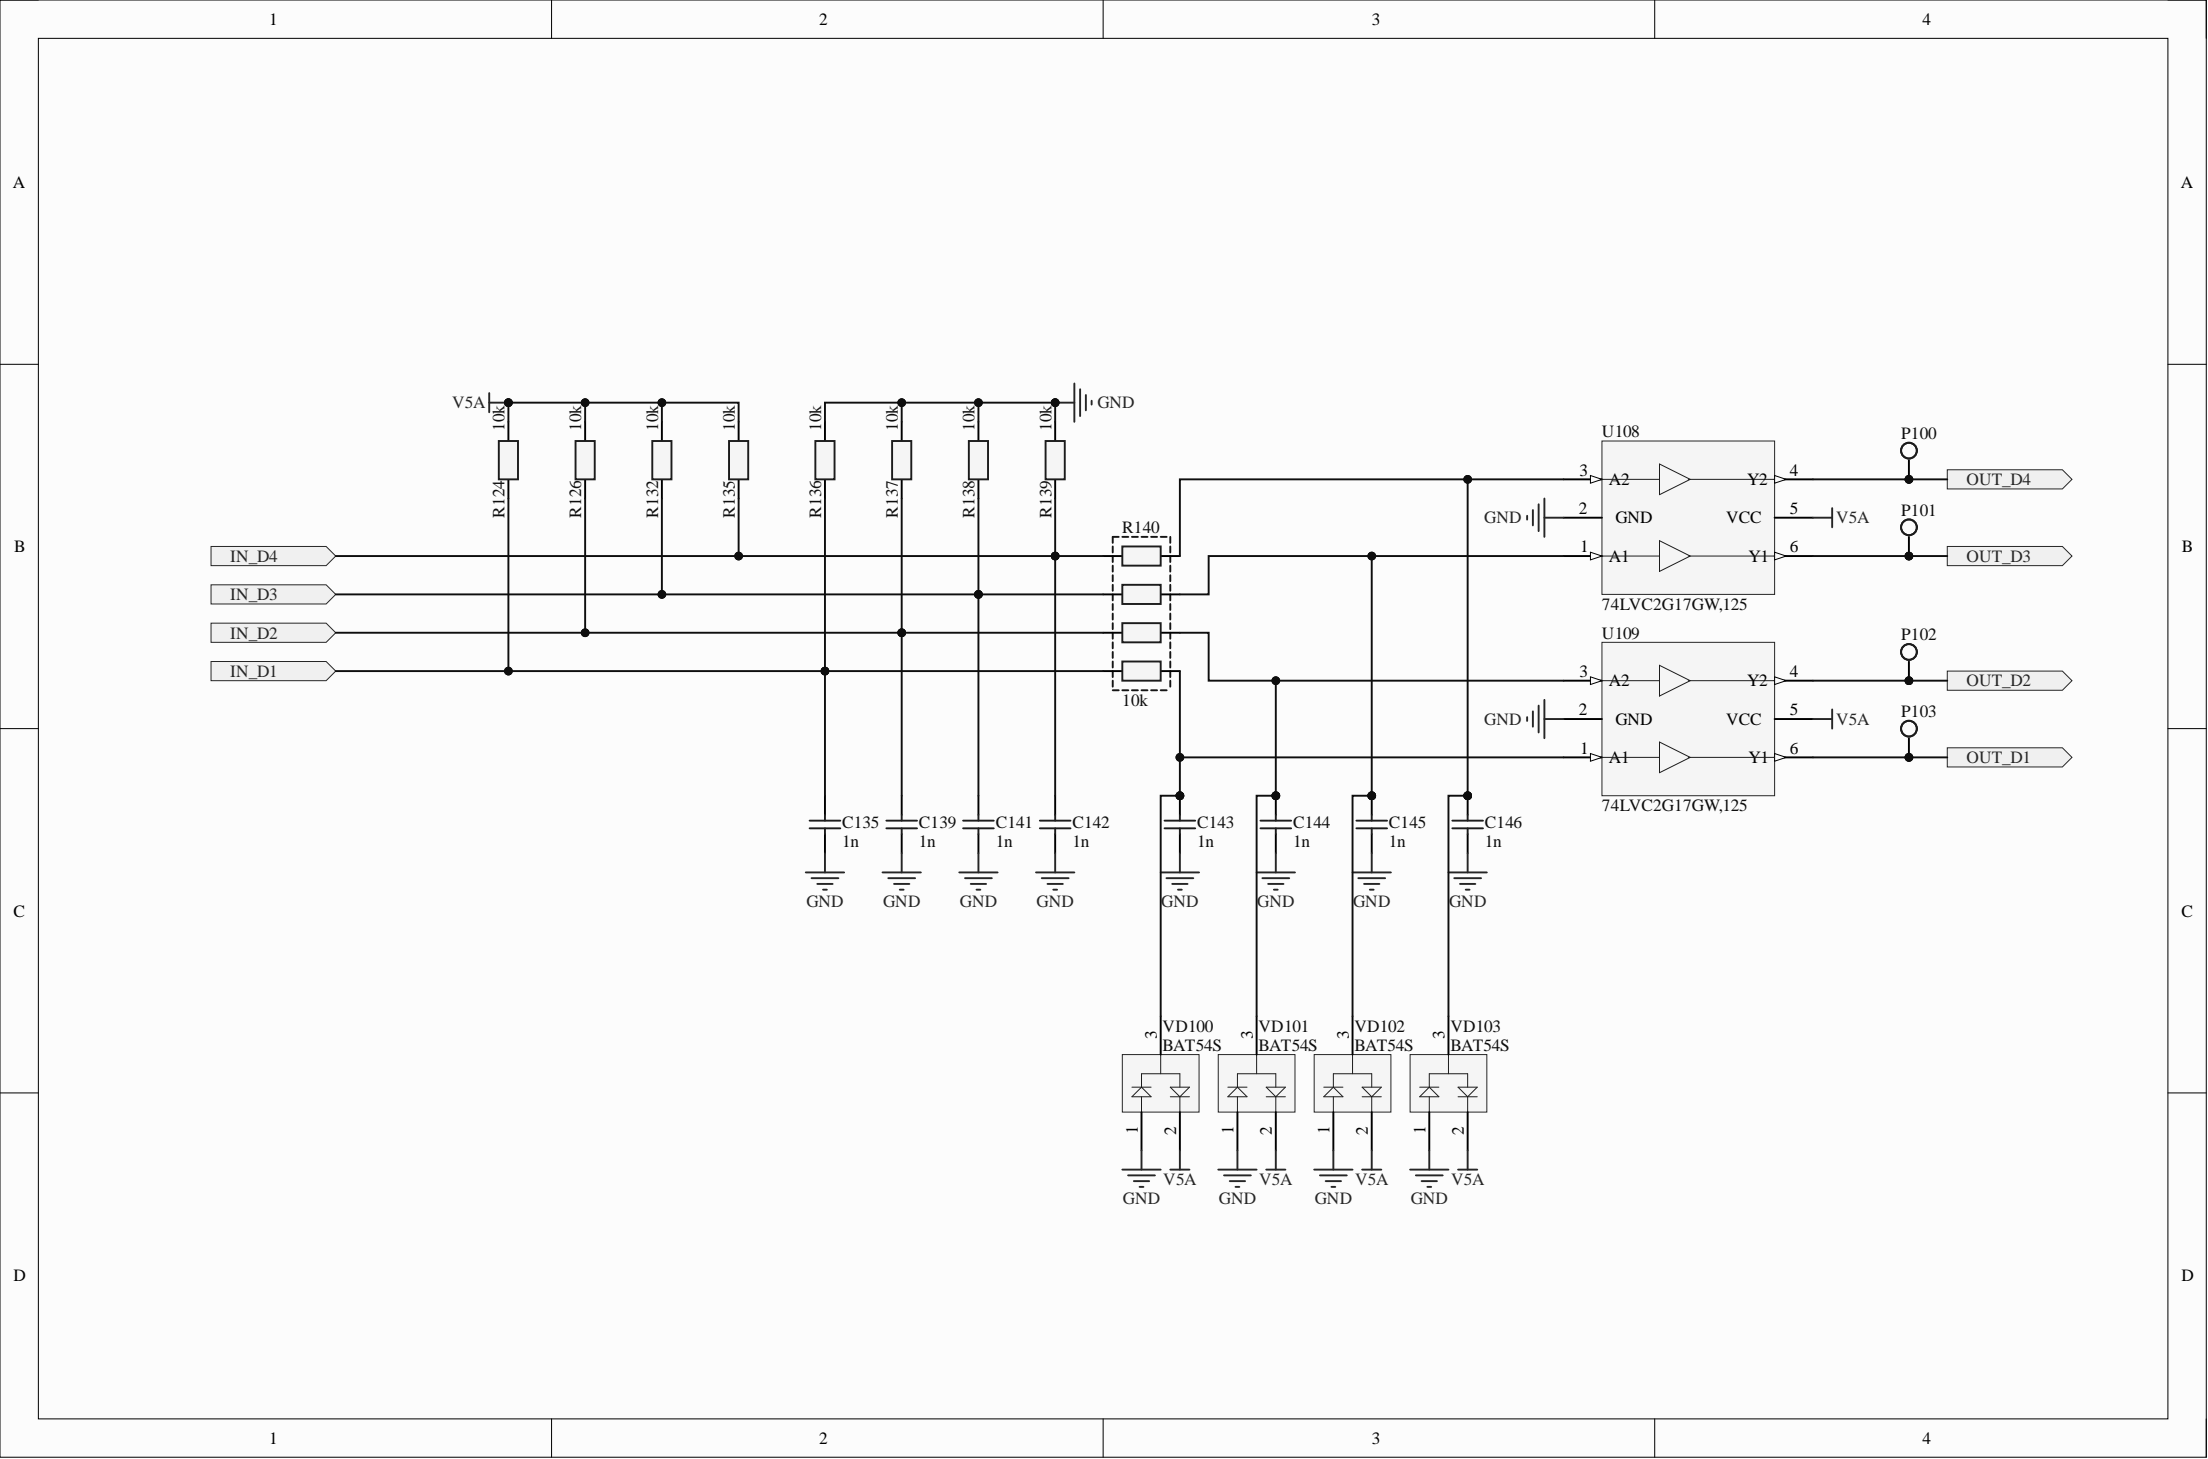 1 2 3 4
A A
V5A 10k 10k 10k 10k 10k 10k 10k 10k GND
R124 R126 R132 R135 R136 R137 R138 R139
U108 P100
3 A2 Y2 4 OUT_D4
GND 2 GND VCC 5 V5A P101
R140
B IN_D4 1 A1 Y1 6 OUT_D3 B
IN_D3
74LVC2G17GW,125
IN_D2 U109 P102
IN_D1 3 A2 Y2 4 OUT_D2
10k
GND 2 GND VCC 5 V5A P103
1 A1 Y1 6 OUT_D1
74LVC2G17GW,125
C135 C139 C141 C142 C143 C144 C145 C146
1n 1n 1n 1n 1n 1n 1n 1n
GND GND GND GND GND GND GND GND
C C
3 VD100 3 VD101 3 VD102 3 VD103
BAT54S BAT54S BAT54S BAT54S
1 2 1 2 1 2 1 2
V5A V5A V5A V5A
GND GND GND GND
D D
1 2 3 4